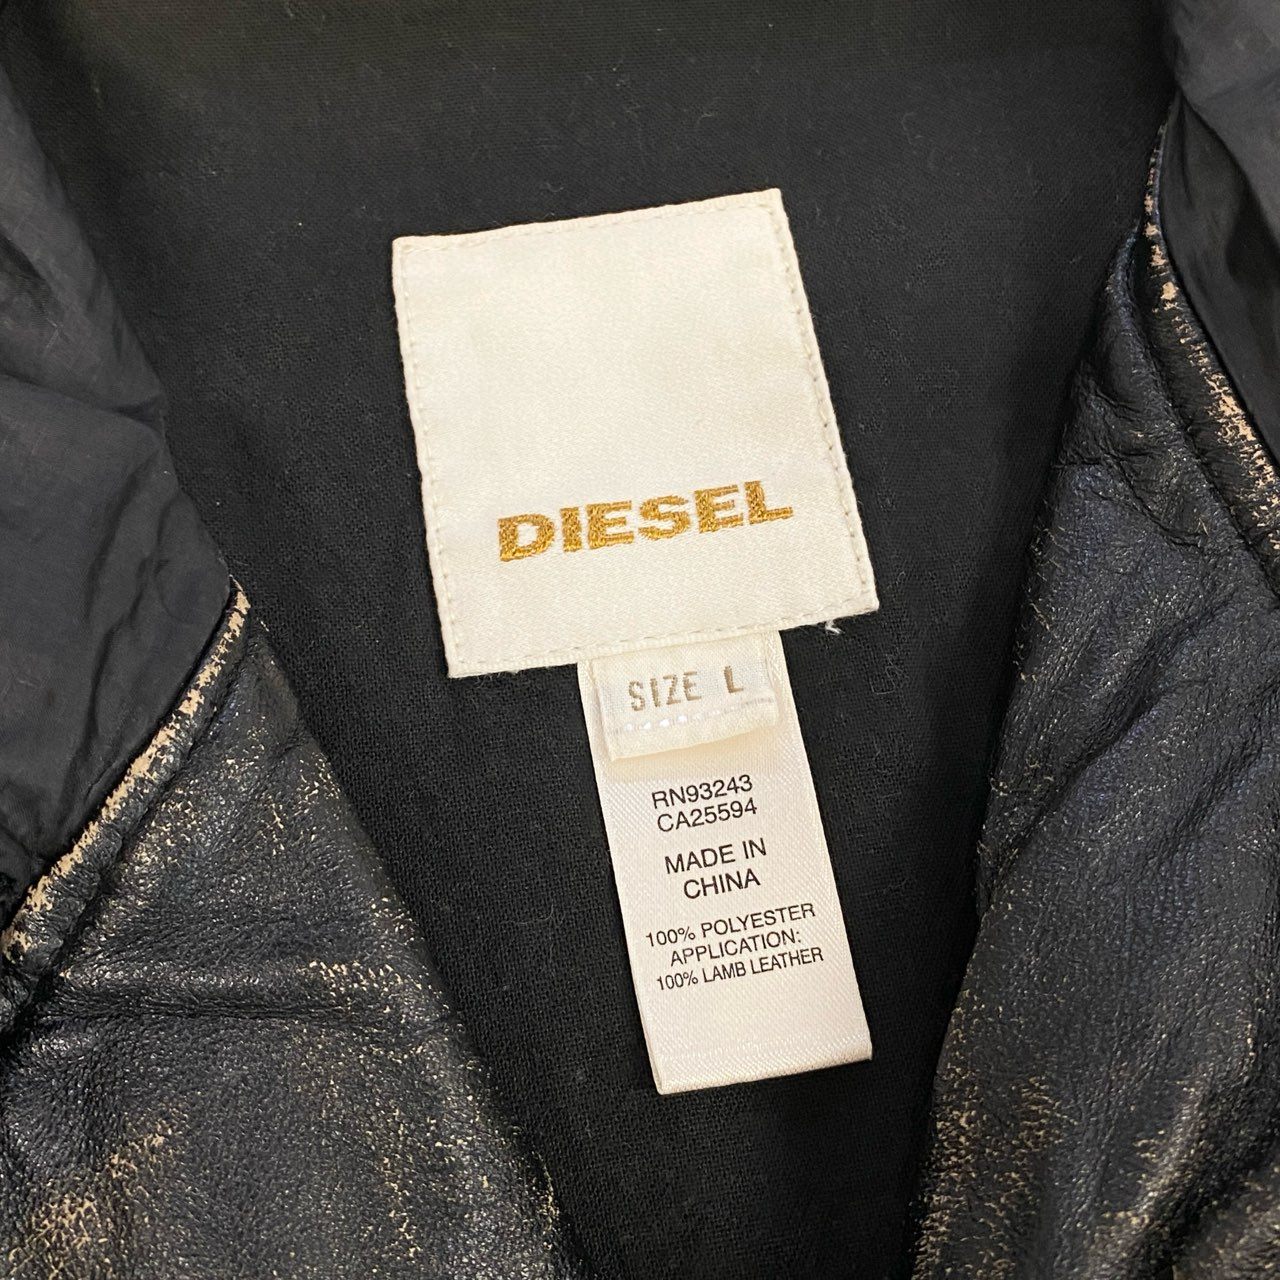 DIESEL
SIZE L
RN93243
CA25594
MADE IN
CHINA
100% POLYESTER
APPLICATION:
100% LAMB LEATHER